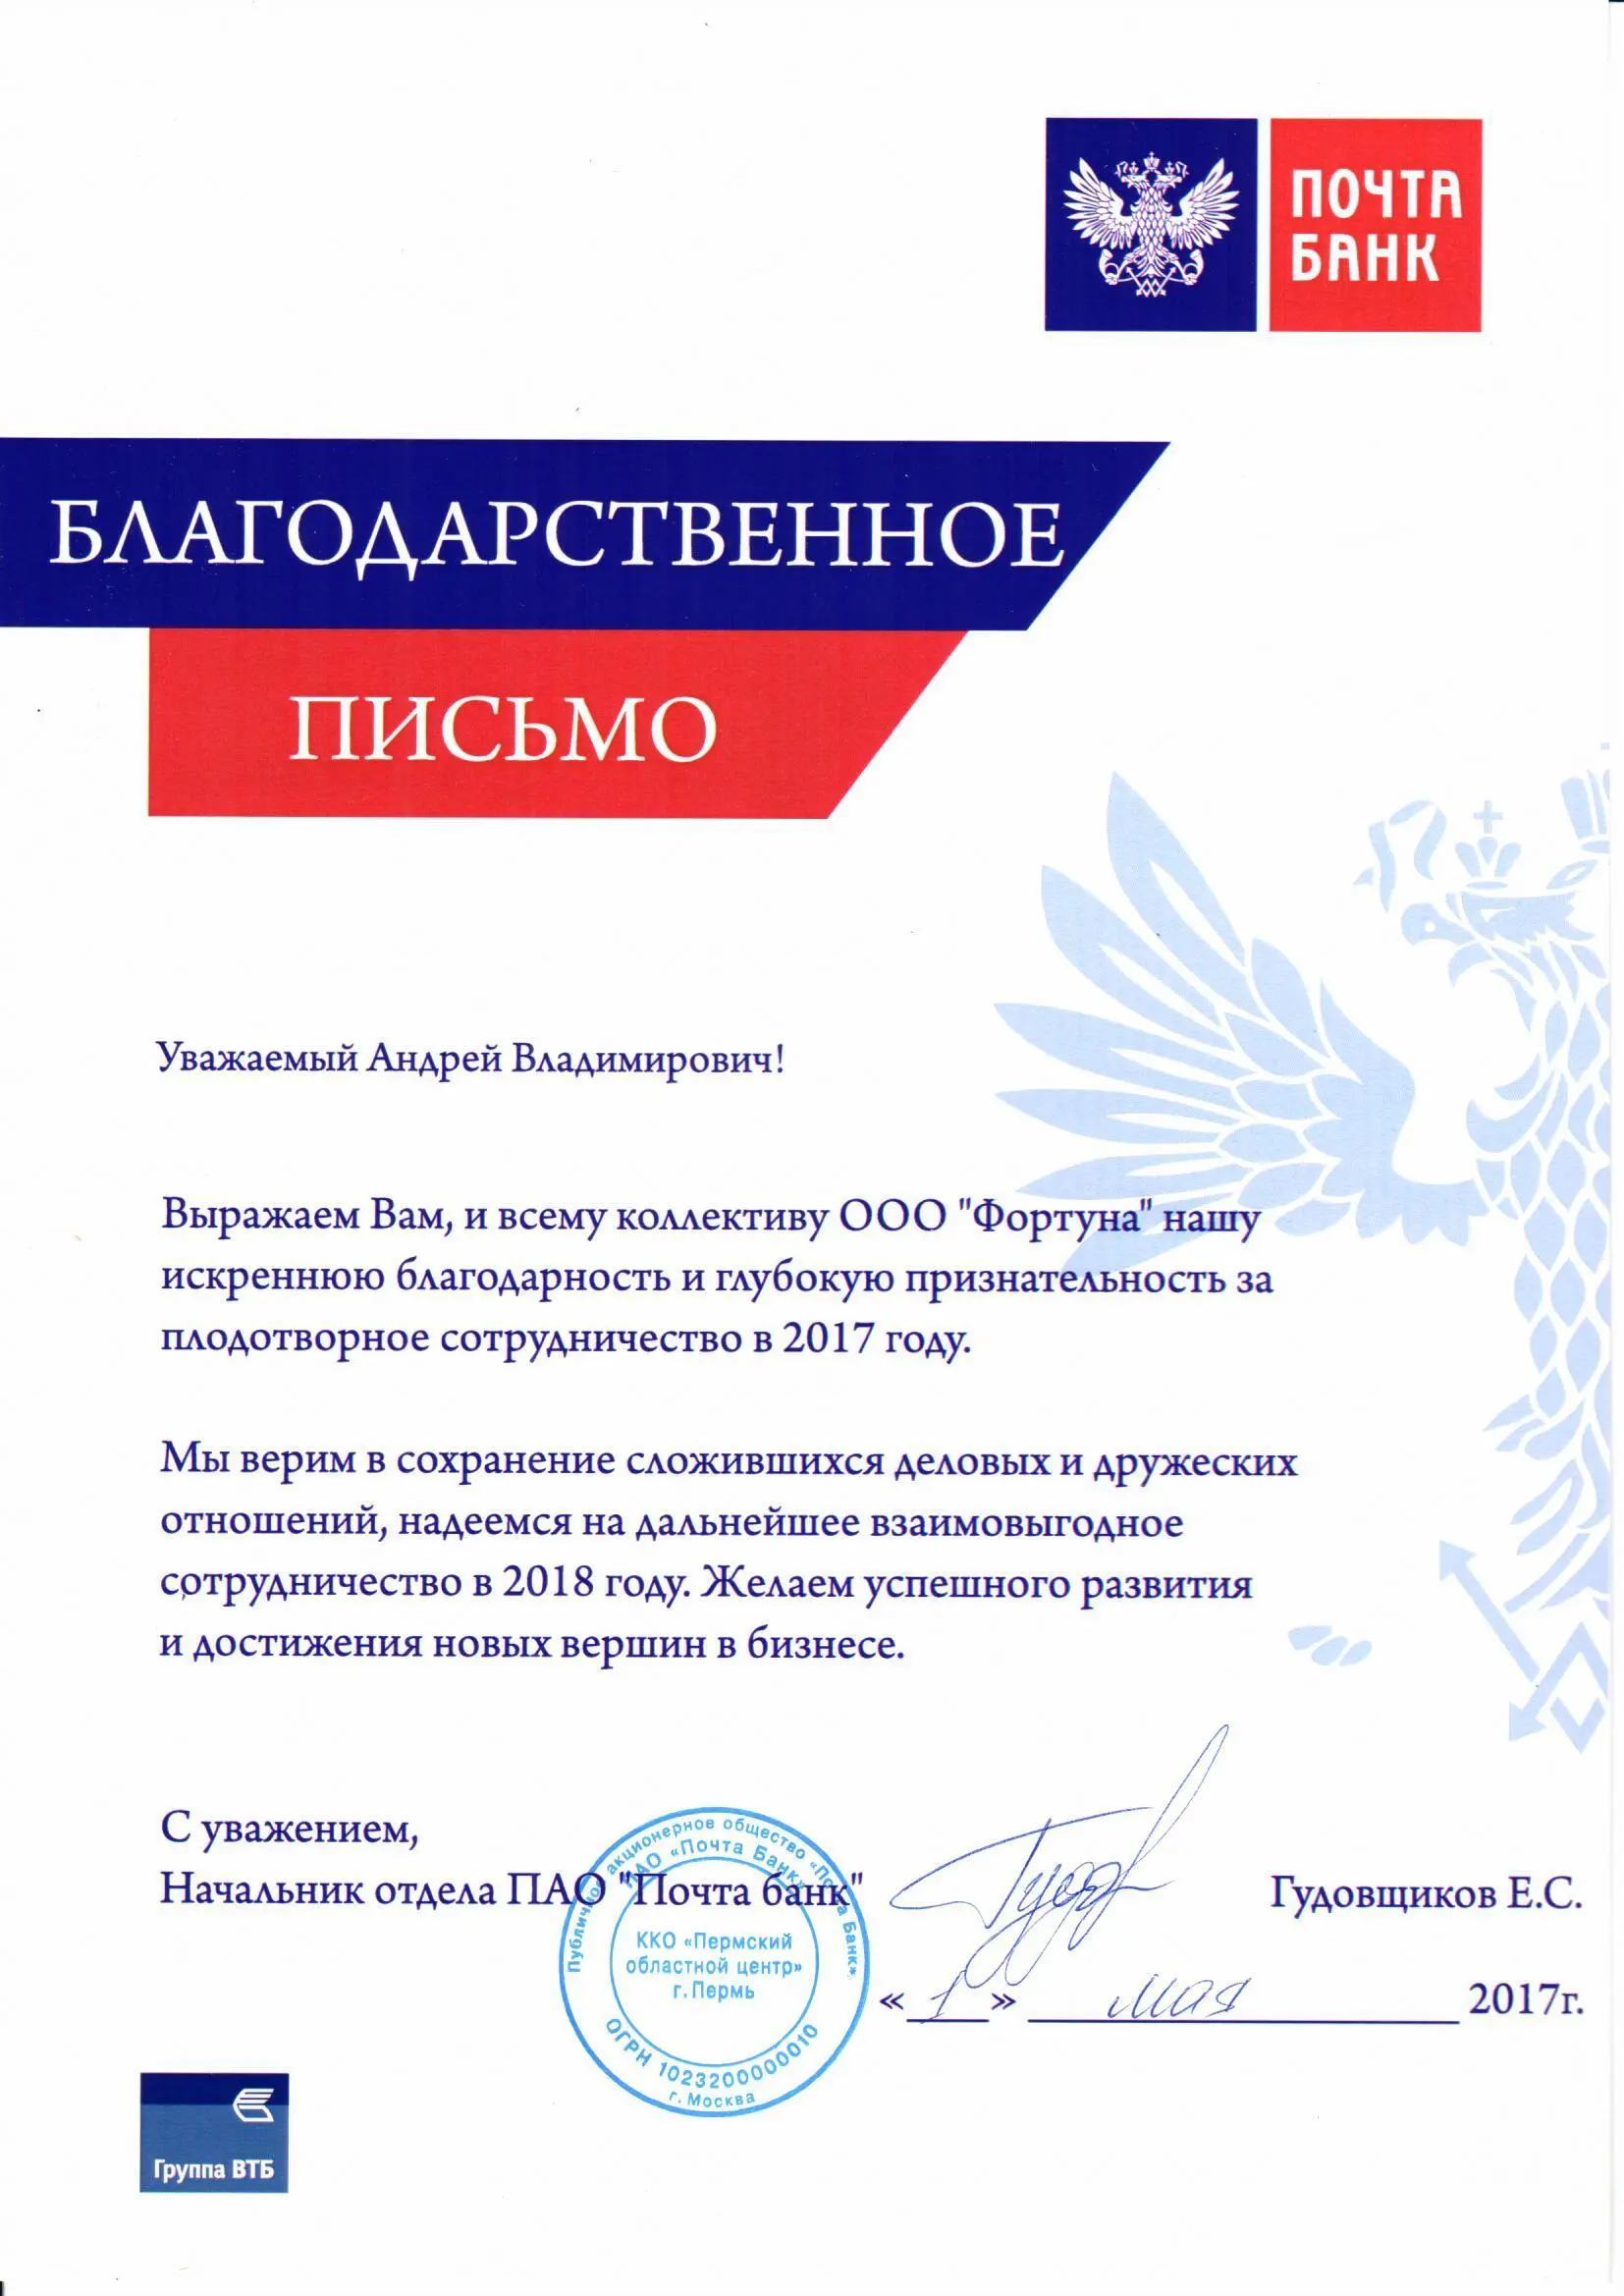 ПОЧТА
БАНК
БЛАГОДАРСТВЕННОЕ
ПИСЬМО
Уважаемый Андрей Владимирович!
Выражаем Вам, и всему коллективу ООО "Фортуна" нашу
искреннюю благодарность и глубокую признательность за
плодотворное сотрудничество в 2017 году.
Мы верим в сохранение сложившихся деловых и дружеских
отношений, надеемся на дальнейшее взаимовыгодное
сотрудничество в 2018 году. Желаем успешного развития
и достижения новых вершин в бизнесе.
С уважением,
Начальник отдела ПАО "Почта банк"
Гудовщиков Е.С.
Публичное акционерное общество «Почта Банк»
ПАО «Почта Банк»
ККО «Пермский
областной центр»
г. Пермь
ОГРН 1023200000010
г. Москва
«1» мая 2017г.
Группа ВТБ